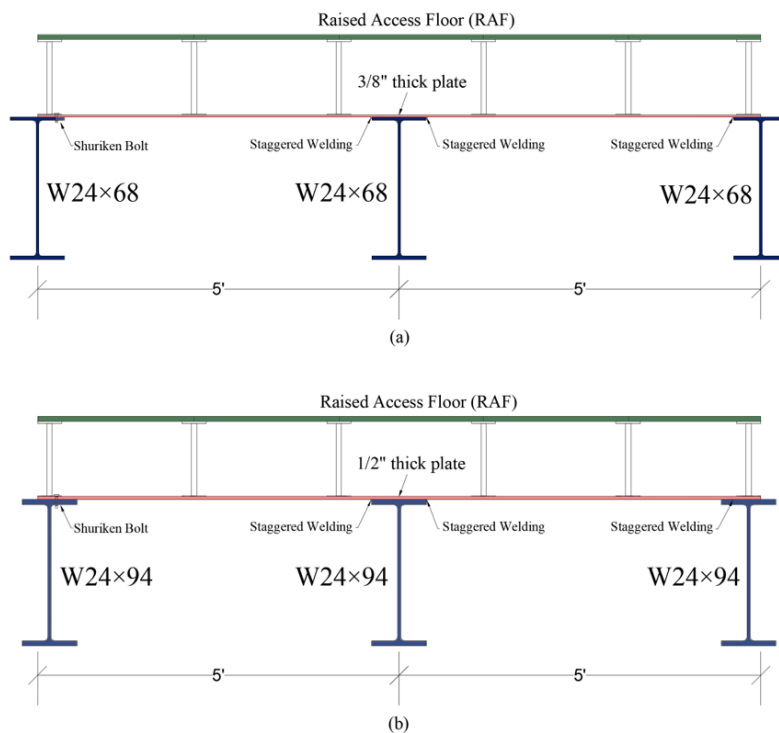 Raised Access Floor (RAF)
3/8" thick plate
Shuriken Bolt
Staggered Welding
Staggered Welding
Staggered Welding
W24×68
W24×68
W24×68
5'
5'
(a)
Raised Access Floor (RAF)
1/2" thick plate
Shuriken Bolt
Staggered Welding
Staggered Welding
Staggered Welding
W24×94
W24×94
W24×94
5'
5'
(b)